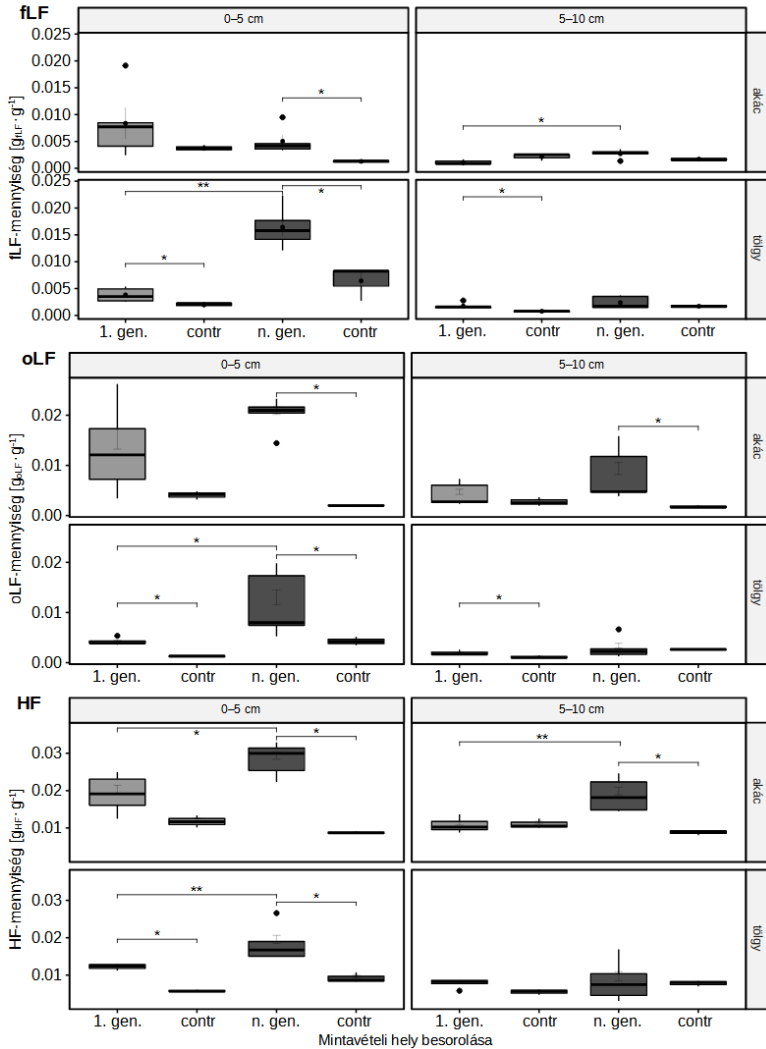 fLF
0–5 cm
5–10 cm
fLF-mennyiség [gfLF· g-1]
0.025
0.010
0.005
0.000
*
*
akác
0.025
0.015
0.010
0.005
0.000
**
*
*
*
tölgy
1. gen.
contr
n. gen.
contr
1. gen.
contr
n. gen.
contr
oLF
0–5 cm
5–10 cm
oLF-mennyiség [goLF· g-1]
0.02
0.01
0.00
*
*
akác
0.02
0.01
0.00
*
*
*
*
tölgy
1. gen.
contr
n. gen.
contr
1. gen.
contr
n. gen.
contr
HF
0–5 cm
5–10 cm
HF-mennyiség [gHF· g-1]
0.03
0.02
0.01
*
*
**
*
akác
0.03
0.02
0.01
**
*
*
tölgy
1. gen.
contr
n. gen.
contr
1. gen.
contr
n. gen.
contr
Mintavételi hely besorolása